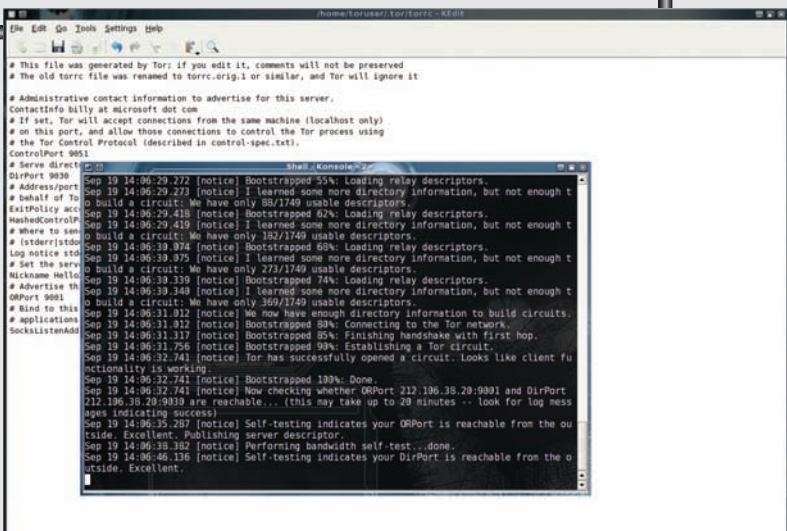 /home/toruser/.tor/torrc - KEdit
File Edit Go Tools Settings Help
# This file was generated by Tor; if you edit it, comments will not be preserved
# The old torrc file was renamed to torrc.orig.1 or similar, and Tor will ignore it
# Administrative contact information to advertise for this server.
ContactInfo billy at microsoft dot com
# If set, Tor will accept connections from the same machine (localhost only)
# on this port, and allow those connections to control the Tor process using
# the Tor Control Protocol (described in control-spec.txt).
ControlPort 9051
# Serve direct
DirPort 9030
# Address/port
# behalf of To
ExitPolicy acc
HashedControlP
# Where to sen
# (stderr|stdou
Log notice stdo
# Set the serv
Nickname Hello
# Advertise th
ORPort 9001
# Bind to this
# applications
SocksListenAdd
Shell - Konsole <2>
Sep 19 14:06:29.272 [notice] Bootstrapped 55%: Loading relay descriptors.
Sep 19 14:06:29.273 [notice] I learned some more directory information, but not enough t
o build a circuit: We have only 88/1749 usable descriptors.
Sep 19 14:06:29.418 [notice] Bootstrapped 62%: Loading relay descriptors.
Sep 19 14:06:29.419 [notice] I learned some more directory information, but not enough t
o build a circuit: We have only 182/1749 usable descriptors.
Sep 19 14:06:30.074 [notice] Bootstrapped 68%: Loading relay descriptors.
Sep 19 14:06:30.075 [notice] I learned some more directory information, but not enough t
o build a circuit: We have only 273/1749 usable descriptors.
Sep 19 14:06:30.339 [notice] Bootstrapped 74%: Loading relay descriptors.
Sep 19 14:06:30.340 [notice] I learned some more directory information, but not enough t
o build a circuit: We have only 369/1749 usable descriptors.
Sep 19 14:06:31.012 [notice] We now have enough directory information to build circuits.
Sep 19 14:06:31.012 [notice] Bootstrapped 80%: Connecting to the Tor network.
Sep 19 14:06:31.317 [notice] Bootstrapped 85%: Finishing handshake with first hop.
Sep 19 14:06:31.756 [notice] Bootstrapped 90%: Establishing a Tor circuit.
Sep 19 14:06:32.741 [notice] Tor has successfully opened a circuit. Looks like client fu
nctionality is working.
Sep 19 14:06:32.741 [notice] Bootstrapped 100%: Done.
Sep 19 14:06:32.741 [notice] Now checking whether ORPort 212.106.38.20:9001 and DirPort
212.106.38.20:9030 are reachable... (this may take up to 20 minutes -- look for log mess
ages indicating success)
Sep 19 14:06:35.287 [notice] Self-testing indicates your ORPort is reachable from the ou
tside. Excellent. Publishing server descriptor.
Sep 19 14:06:38.382 [notice] Performing bandwidth self-test...done.
Sep 19 14:06:46.136 [notice] Self-testing indicates your DirPort is reachable from the o
utside. Excellent.